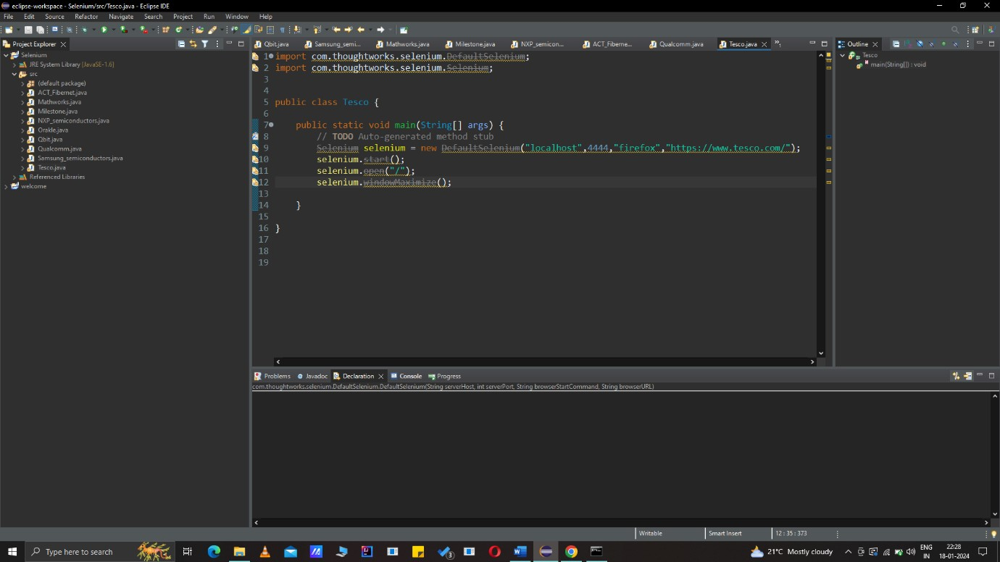 eclipse-workspace - Selenium/src/Tesco.java - Eclipse IDE
File Edit Source Refactor Navigate Search Project Run Window Help
Project Explorer
Qbit.java Samsung_semi... Mathworks.java Milestone.java NXP_semicon... ACT_Fiberne... Qualcomm.java Tesco.java
Outline
Selenium
JRE System Library [JavaSE-1.6]
src
(default package)
ACT_Fibernet.java
Mathworks.java
Milestone.java
NXP_semiconductors.java
Orakle.java
Qbit.java
Qualcomm.java
Samsung_semiconductors.java
Tesco.java
Referenced Libraries
welcome
1 import com.thoughtworks.selenium.DefaultSelenium;
2 import com.thoughtworks.selenium.Selenium;
3
4
5 public class Tesco {
6
7 public static void main(String[] args) {
8 // TODO Auto-generated method stub
9 Selenium selenium = new DefaultSelenium("localhost",4444,"firefox","https://www.tesco.com/");
10 selenium.start();
11 selenium.open("/");
12 selenium.windowMaximize();
13
14 }
15
16 }
17
18
19
Tesco
main(String[]) : void
Problems Javadoc Declaration Console Progress
com.thoughtworks.selenium.DefaultSelenium.DefaultSelenium(String serverHost, int serverPort, String browserStartCommand, String browserURL)
Writable Smart Insert 12 : 35 : 373
Type here to search
21°C Mostly cloudy
ENG
IN
22:28
18-01-2024